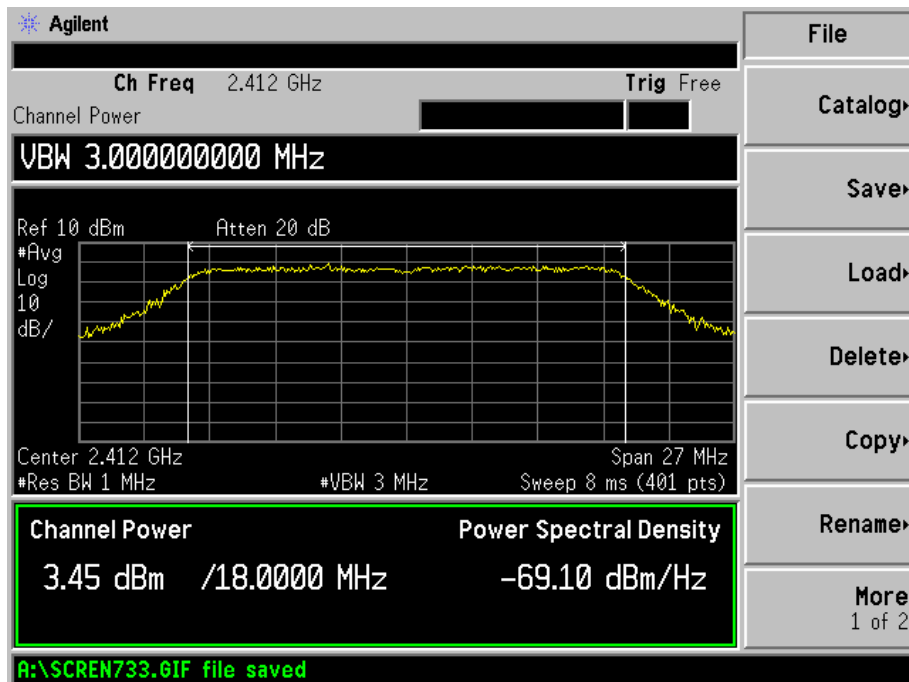 Agilent
File
Ch Freq 2.412 GHz Trig Free
Channel Power
Catalog
VBW 3.000000000 MHz
Save
Ref 10 dBm Atten 20 dB
#Avg
Log
10
dB/
Load
Delete
Copy
Center 2.412 GHz Span 27 MHz
#Res BW 1 MHz #VBW 3 MHz Sweep 8 ms (401 pts)
Channel Power Power Spectral Density
Rename
3.45 dBm /18.0000 MHz -69.10 dBm/Hz
More
1 of 2
A:\SCREN733.GIF file saved